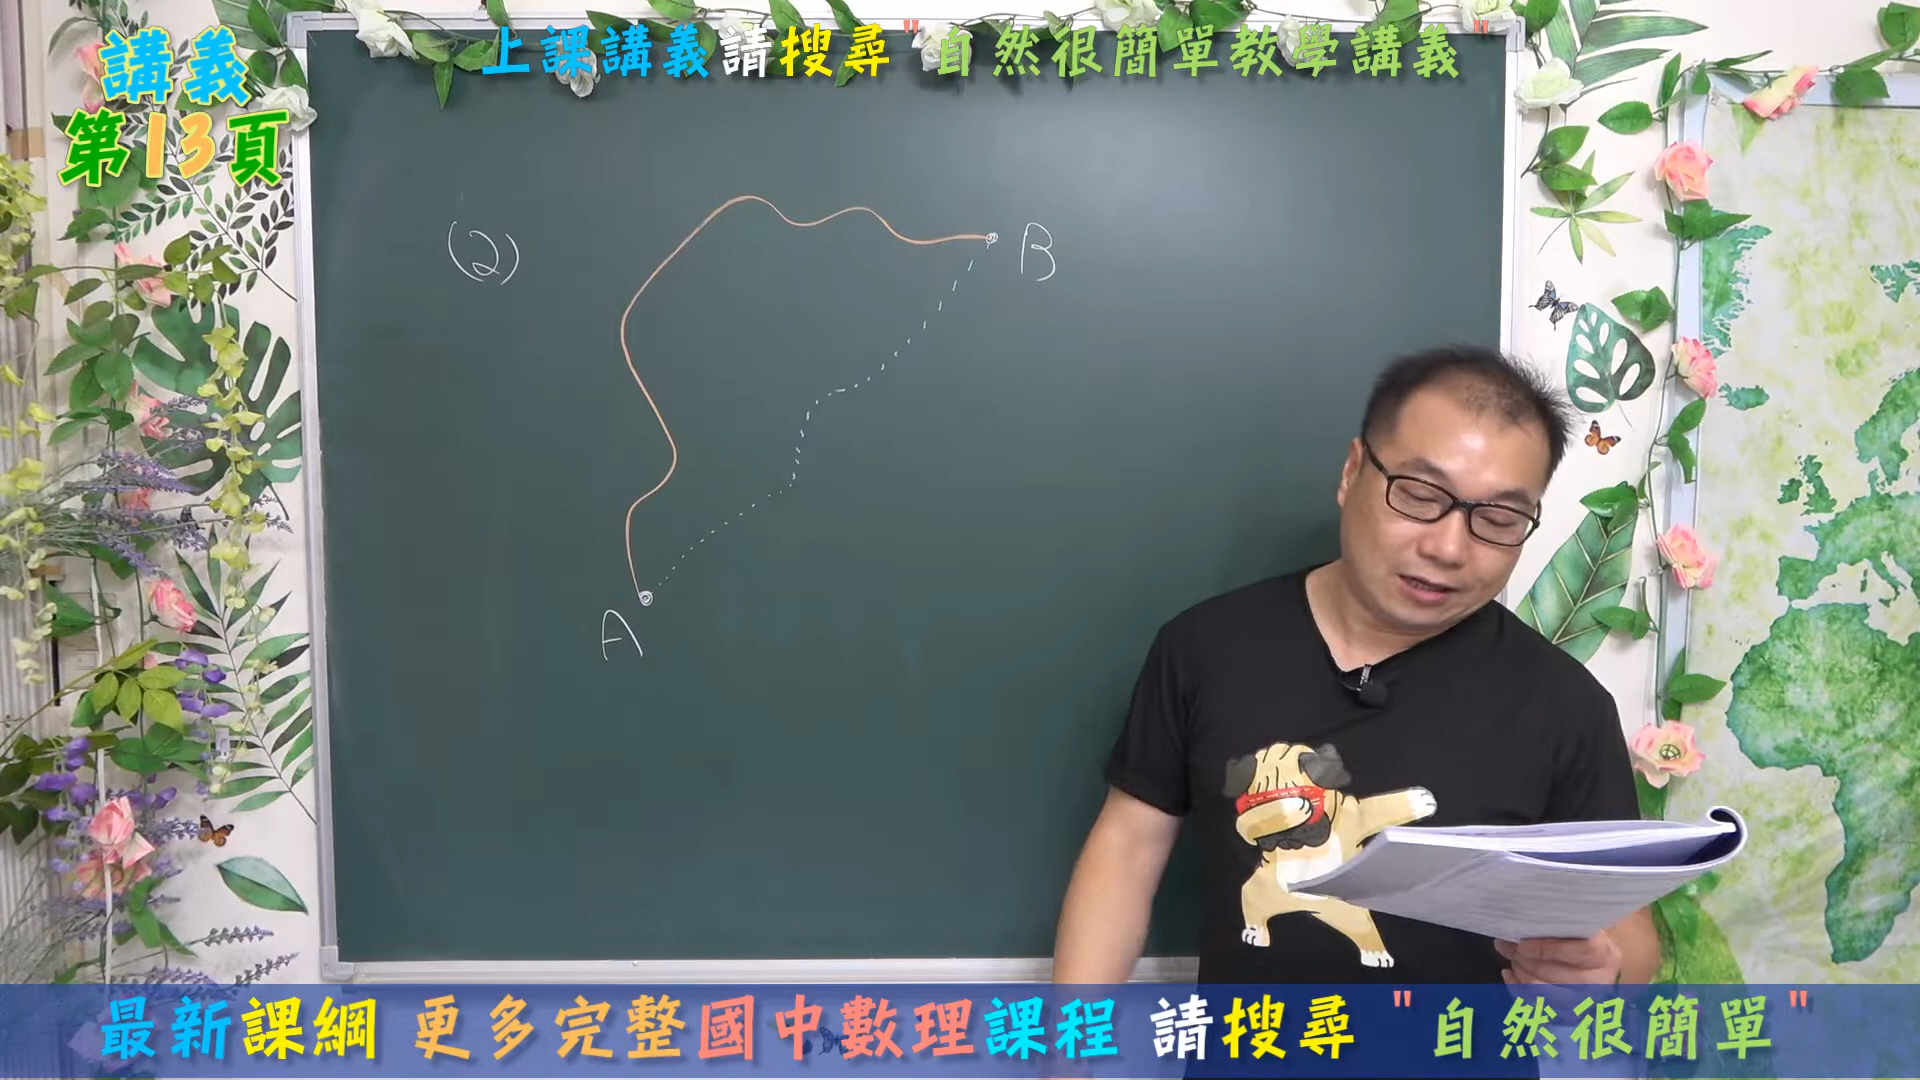 上課講義請搜尋"自然很簡單教學講義"
講義
第13頁
(2)
B
A
最新課綱 更多完整國中數理課程 請搜尋 "自然很簡單"